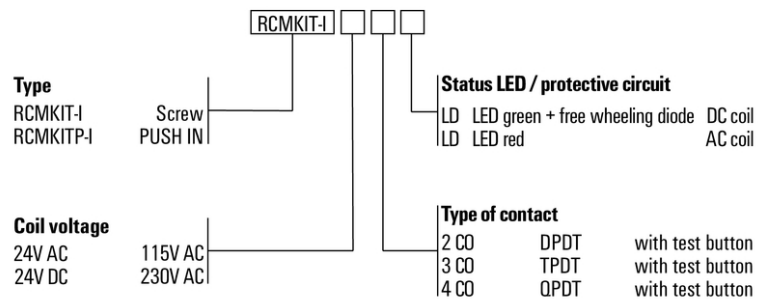 RCMKIT-I
Type
RCMKIT-I Screw
RCMKITP-I PUSH IN
Status LED / protective circuit
LD LED green + free wheeling diode DC coil
LD LED red AC coil
Coil voltage
24V AC 115V AC
24V DC 230V AC
Type of contact
2 CO DPDT with test button
3 CO TPDT with test button
4 CO QPDT with test button